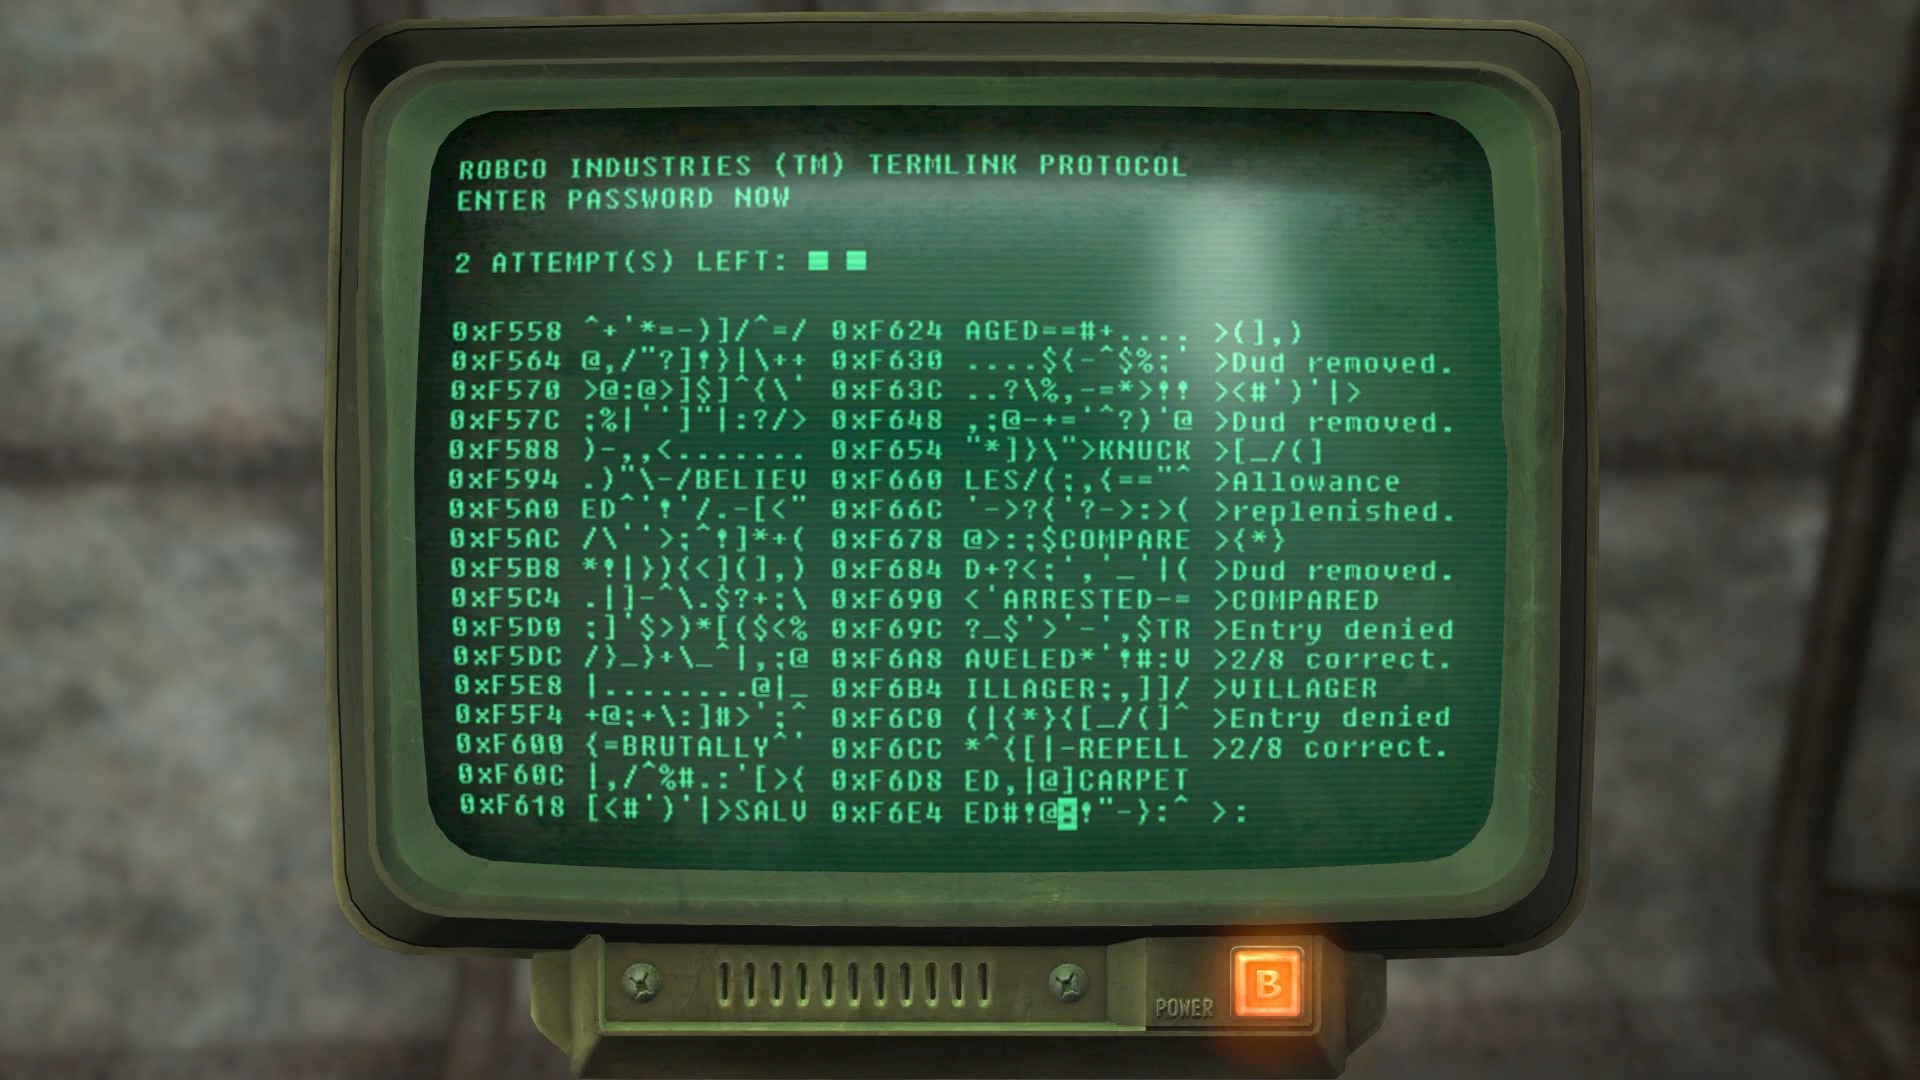 ROBCO INDUSTRIES (TM) TERMLINK PROTOCOL
ENTER PASSWORD NOW
2 ATTEMPT(S) LEFT: ■ ■
0xF558 ^+'*=-)]/^=/ 0xF624 AGED==#+.... >(],)
0xF564 @,/"?]!}|\++ 0xF630 ....${-^$%;' >Dud removed.
0xF570 >@:@>]$]^{\' 0xF63C ..?\%,-=*>!! ><#')'|>
0xF57C ;%|'']"|:?/> 0xF648 ,;@-+='^?)'@ >Dud removed.
0xF588 )-,,<....... 0xF654 "*]}\">KNUCK >[_/(]
0xF594 .)"\-/BELIEV 0xF660 LES/(;,{=="^ >Allowance
0xF5A0 ED^'!'/.-[<" 0xF66C '->?{'?->:>( >replenished.
0xF5AC /\''>;^!]*+( 0xF678 @>:;$COMPARE >{*}
0xF5B8 *!|}){<](],) 0xF684 D+?<;','_'|( >Dud removed.
0xF5C4 .|]-^\.$?+;\ 0xF690 <'ARRESTED-= >COMPARED
0xF5D0 ;]'$>)*[($<% 0xF69C ?_$'>'-',$TR >Entry denied
0xF5DC /}_}+\_^|,;@ 0xF6A8 AVELED*'!#:V >2/8 correct.
0xF5E8 |........@|_ 0xF6B4 ILLAGER;,]]/ >VILLAGER
0xF5F4 +@;+\:]#>';^ 0xF6C0 (|{*}{[_/(]^ >Entry denied
0xF600 {=BRUTALLY^' 0xF6CC *^{[|-REPELL >2/8 correct.
0xF60C |,/^%#.:'[>{ 0xF6D8 ED,|@]CARPET
0xF618 [<#')'|>SALV 0xF6E4 ED#!@:!"-}:^ >:
POWER
B